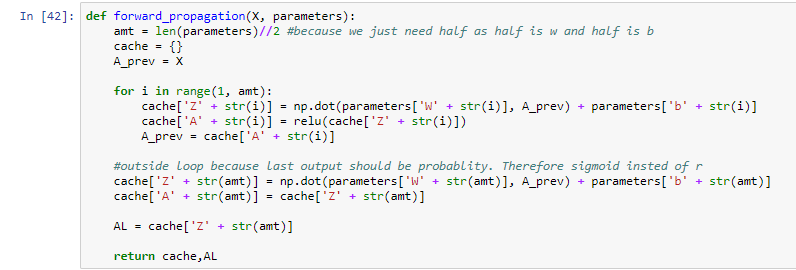 In [42]: def forward_propagation(X, parameters):
amt = len(parameters)//2 #because we just need half as half is w and half is b
cache = {}
A_prev = X
for i in range(1, amt):
cache['Z' + str(i)] = np.dot(parameters['W' + str(i)], A_prev) + parameters['b' + str(i)]
cache['A' + str(i)] = relu(cache['Z' + str(i)])
A_prev = cache['A' + str(i)]
#outside loop because last output should be probablity. Therefore sigmoid insted of r
cache['Z' + str(amt)] = np.dot(parameters['W' + str(amt)], A_prev) + parameters['b' + str(amt)]
cache['A' + str(amt)] = cache['Z' + str(amt)]
AL = cache['Z' + str(amt)]
return cache,AL